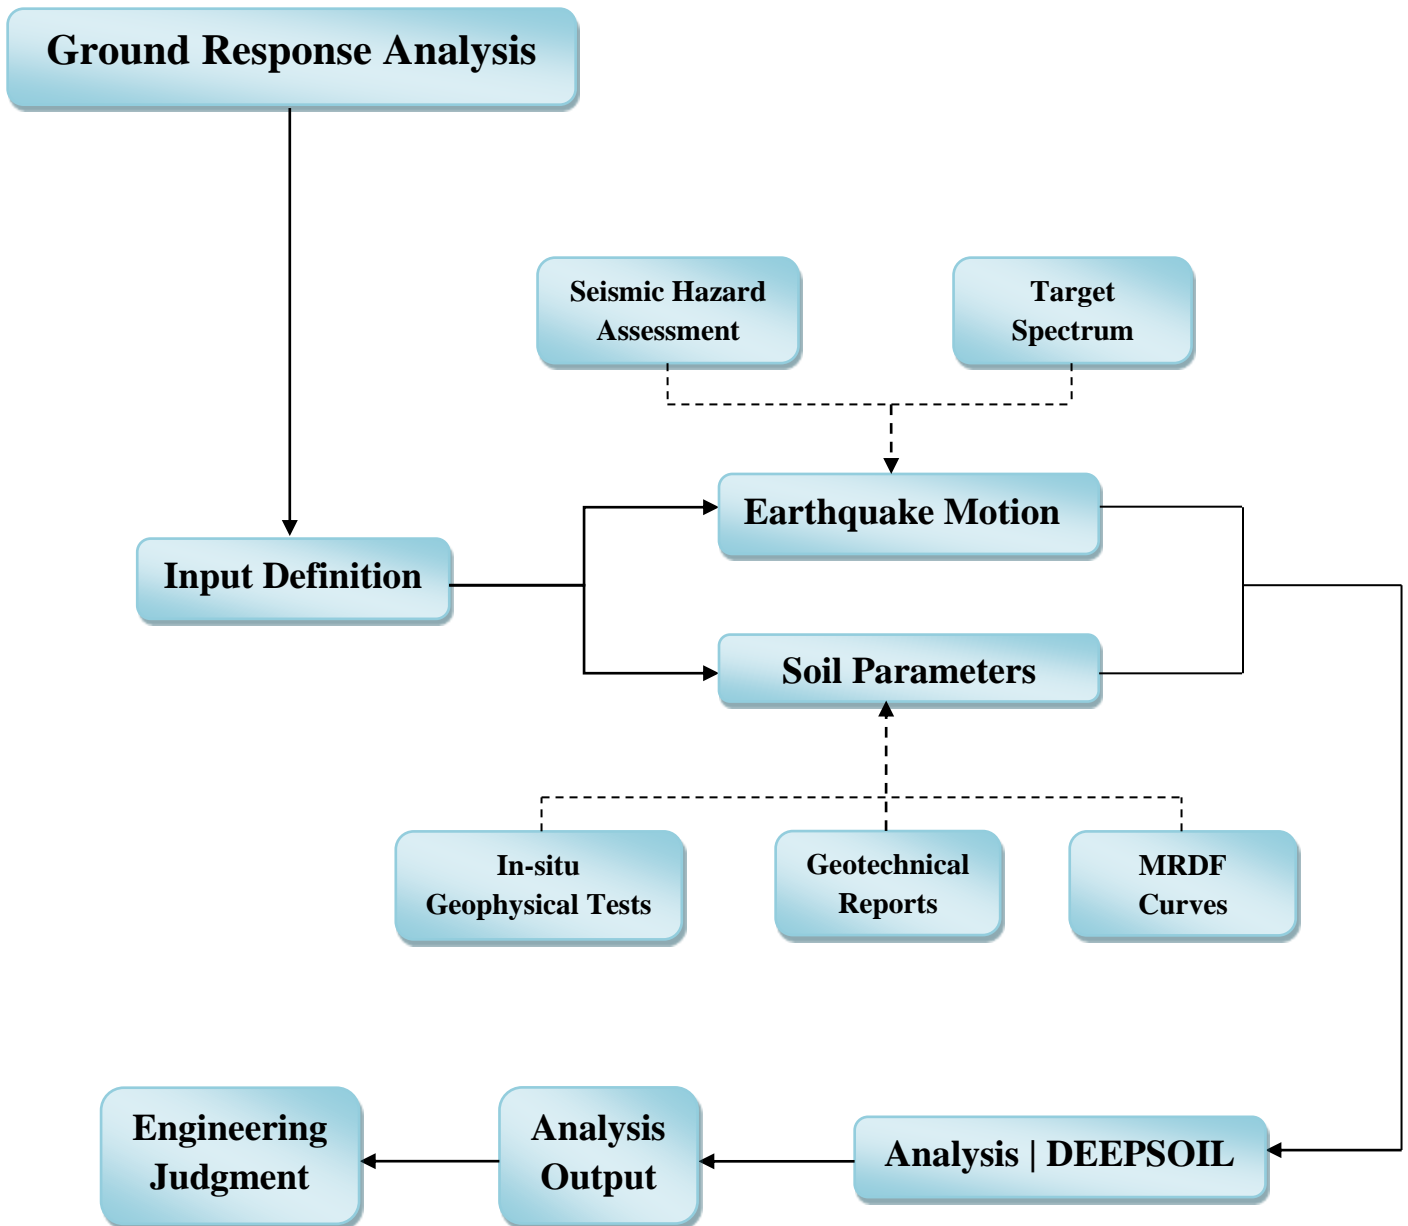 Ground Response Analysis
Seismic Hazard
Assessment
Target
Spectrum
Earthquake Motion
Input Definition
Soil Parameters
In-situ
Geophysical Tests
Geotechnical
Reports
MRDF
Curves
Engineering
Judgment
Analysis
Output
Analysis | DEEPSOIL